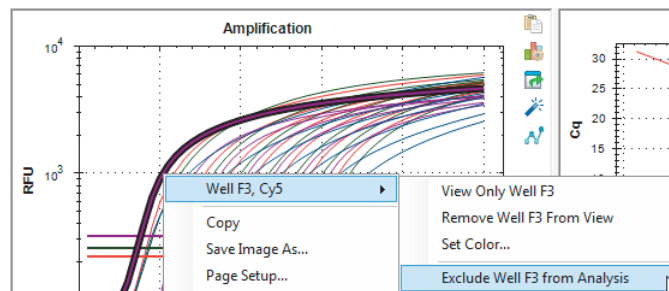 Amplification
10^4
10^3
RFU
Well F3, Cy5
Copy
Save Image As...
Page Setup...
View Only Well F3
Remove Well F3 From View
Set Color...
Exclude Well F3 from Analysis
30
25
20
15
10
Cq